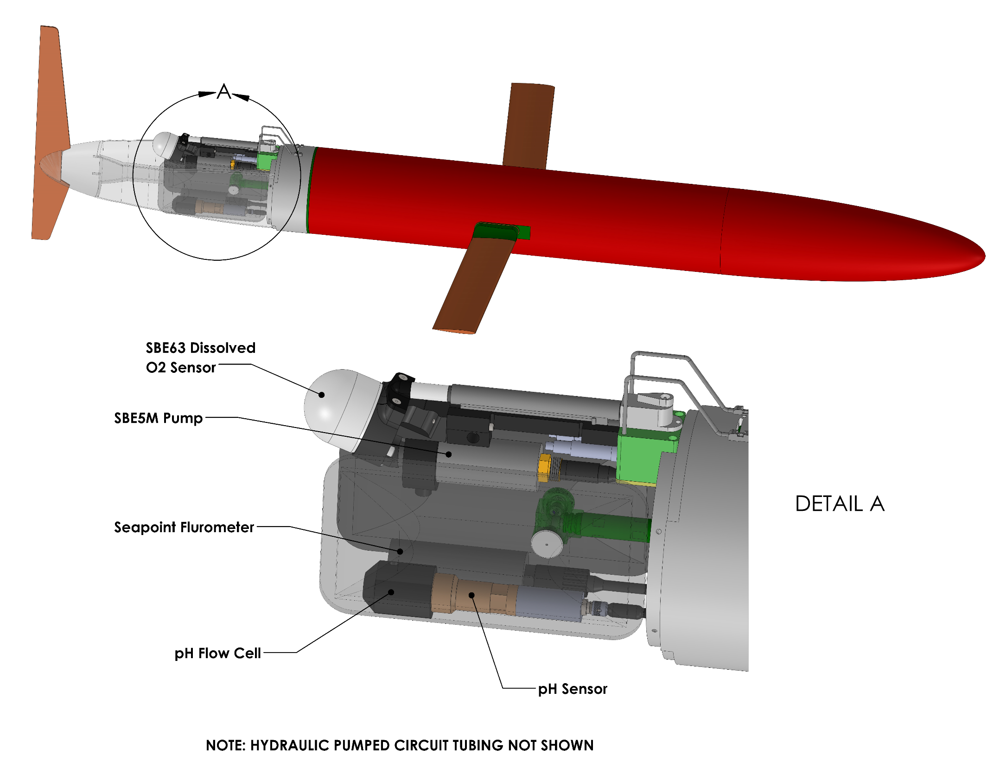 A
SBE63 Dissolved
O2 Sensor
SBE5M Pump
Seapoint Flurometer
DETAIL A
pH Flow Cell
pH Sensor
NOTE: HYDRAULIC PUMPED CIRCUIT TUBING NOT SHOWN